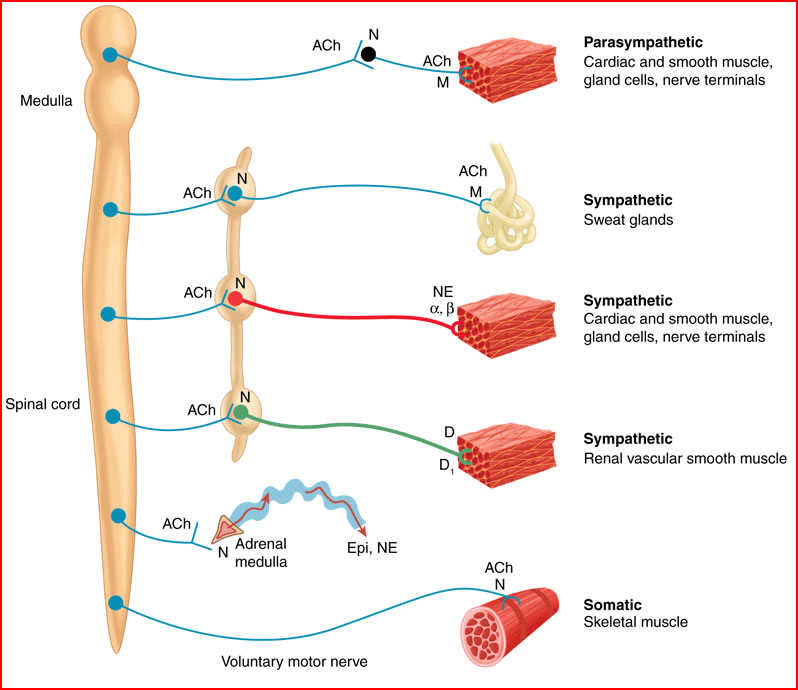 N
ACh
ACh
M
Parasympathetic
Cardiac and smooth muscle,
gland cells, nerve terminals
Medulla
N
ACh
ACh
M
Sympathetic
Sweat glands
N
ACh
NE
α, β
Sympathetic
Cardiac and smooth muscle,
gland cells, nerve terminals
Spinal cord
N
ACh
D
D₁
Sympathetic
Renal vascular smooth muscle
ACh
N
Adrenal
medulla
Epi, NE
ACh
N
Somatic
Skeletal muscle
Voluntary motor nerve